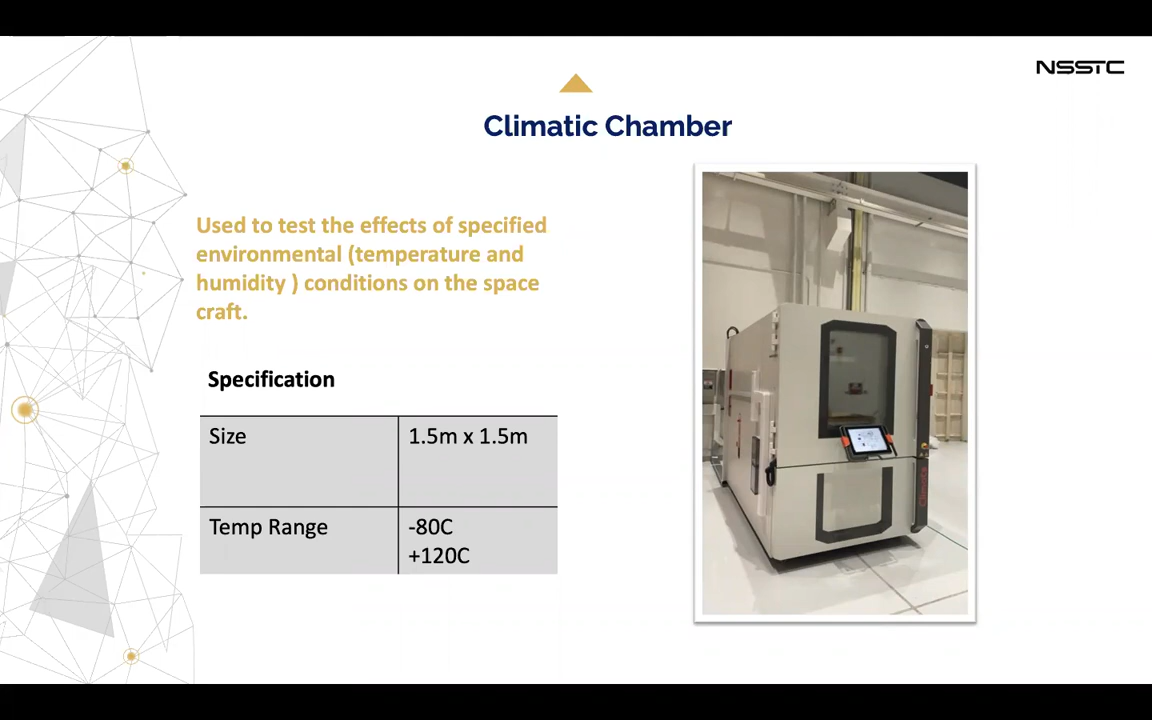 NSSTC
Climatic Chamber
Used to test the effects of specified
environmental (temperature and
humidity ) conditions on the space
craft.
Specification
Size 1.5m x 1.5m
Temp Range -80C
+120C